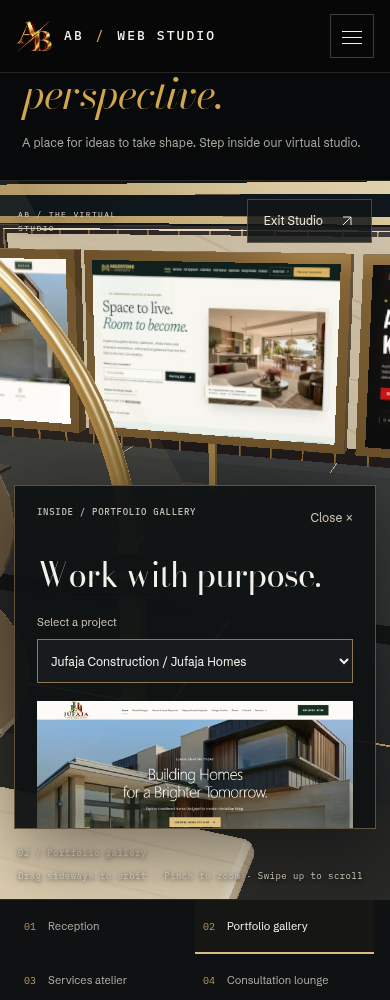 AB / WEB STUDIO
perspective.
A place for ideas to take shape. Step inside our virtual studio.
AB / THE VIRTUAL
STUDIO
Exit Studio
Space to live.
Room to become.
INSIDE / PORTFOLIO GALLERY
Close ×
Work with purpose.
Select a project
Jufaja Construction / Jufaja Homes
JUFAJA
Building Homes
for a Brighter Tomorrow.
02 / Portfolio gallery
Drag sideways to orbit · Pinch to zoom · Swipe up to scroll
01 Reception
02 Portfolio gallery
03 Services atelier
04 Consultation lounge